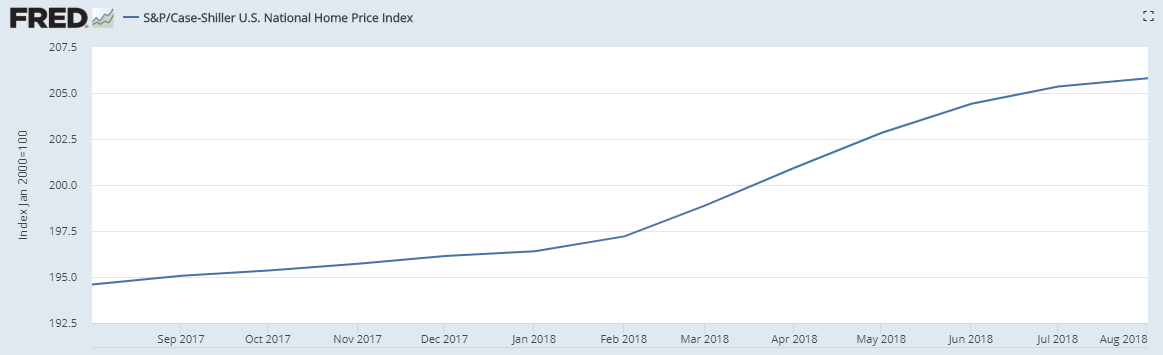 FRED S&P/Case-Shiller U.S. National Home Price Index
207.5
205.0
202.5
200.0
197.5
195.0
192.5
Index Jan 2000=100
Sep 2017 Oct 2017 Nov 2017 Dec 2017 Jan 2018 Feb 2018 Mar 2018 Apr 2018 May 2018 Jun 2018 Jul 2018 Aug 2018